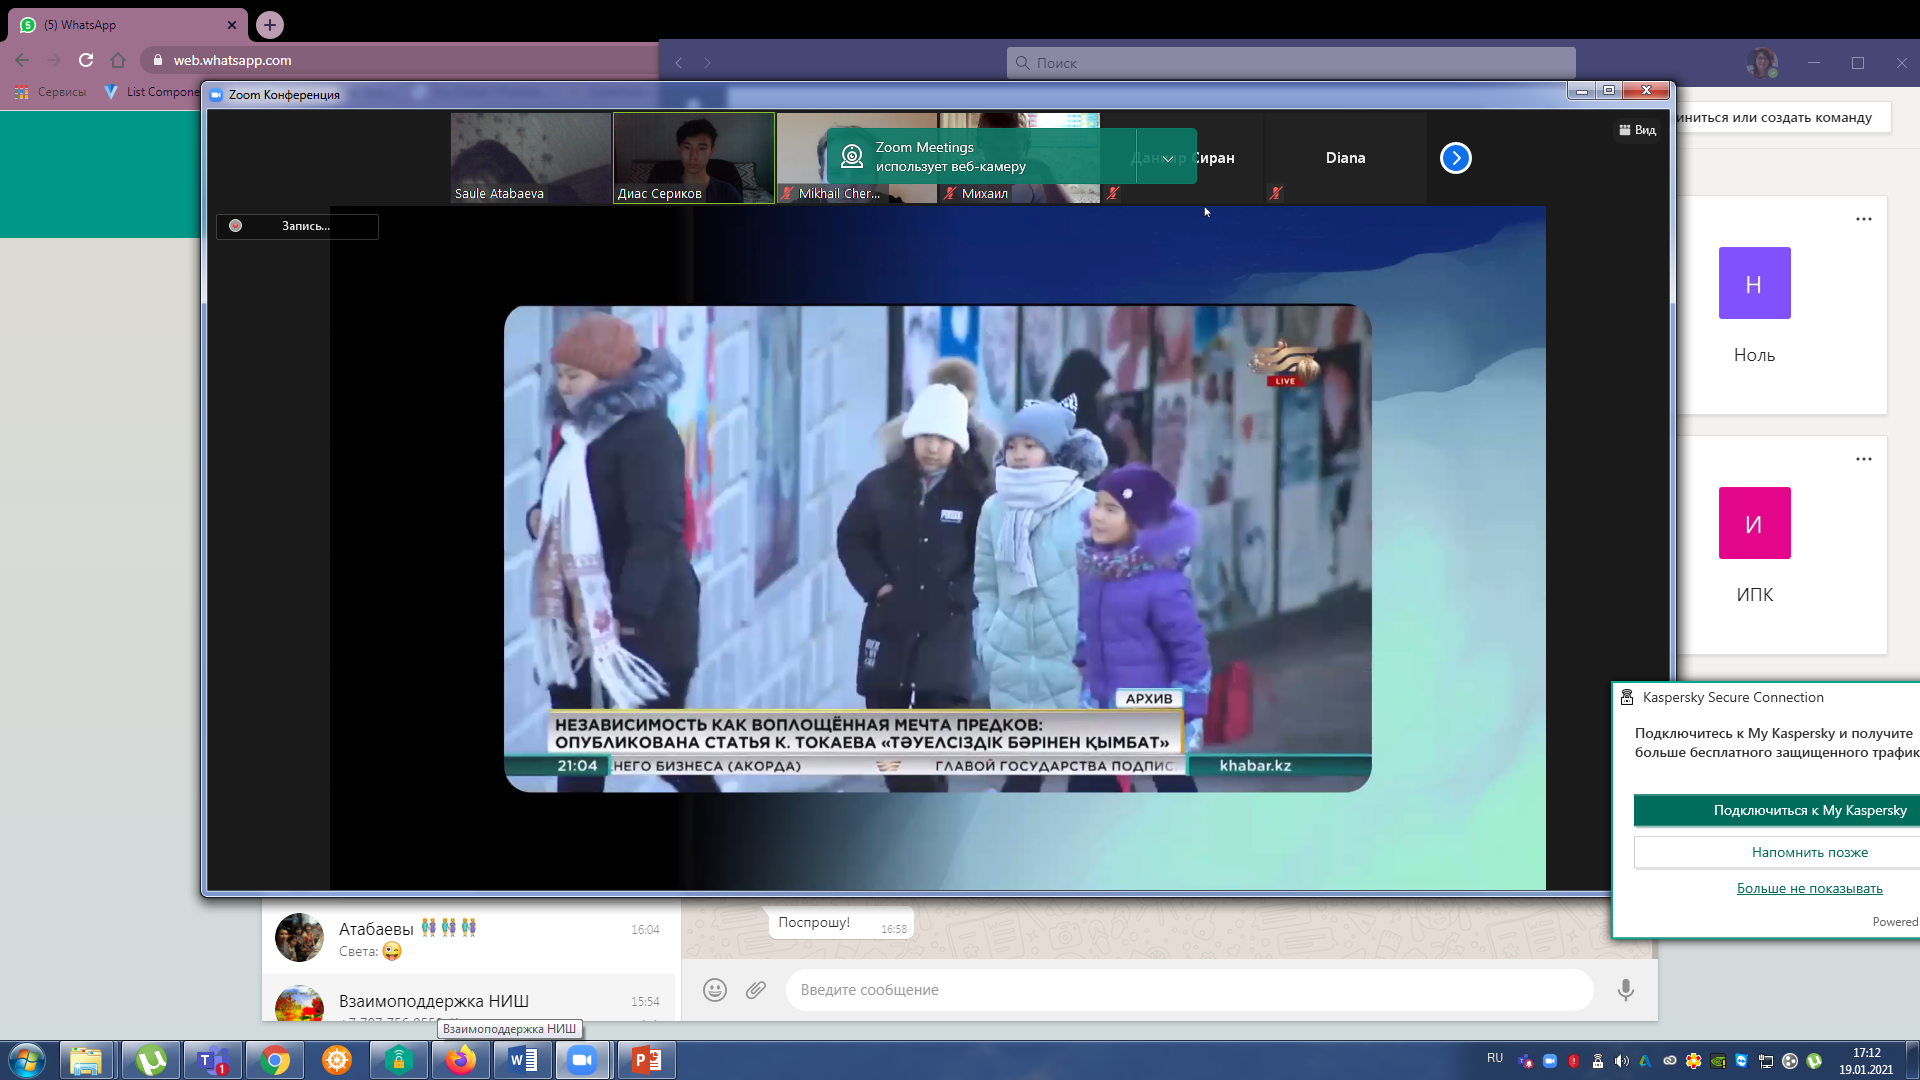 (5) WhatsApp
web.whatsapp.com
Поиск
Сервисы
List Compone
Zoom Конференция
иниться или создать команду
Zoom Meetings
использует веб-камеру
Сиран
Diana
Вид
Saule Atabaeva
Диас Сериков
Mikhail Cher...
Михаил
Запись...
Н
Ноль
И
ИПК
LIVE
АРХИВ
НЕЗАВИСИМОСТЬ КАК ВОПЛОЩЁННАЯ МЕЧТА ПРЕДКОВ:
ОПУБЛИКОВАНА СТАТЬЯ К. ТОКАЕВА «ТӘУЕЛСІЗДІК БӘРІНЕН ҚЫМБАТ»
21:04
НЕГО БИЗНЕСА (АКОРДА)
ГЛАВОЙ ГОСУДАРСТВА ПОДПИС
khabar.kz
Kaspersky Secure Connection
Подключитесь к My Kaspersky и получите
больше бесплатного защищенного трафик
Подключиться к My Kaspersky
Напомнить позже
Больше не показывать
Powered
Атабаевы
16:04
Света:
Поспрошу!
16:58
Взаимоподдержка НИШ
15:54
Введите сообщение
Взаимоподдержка НИШ
RU
17:12
19.01.2021